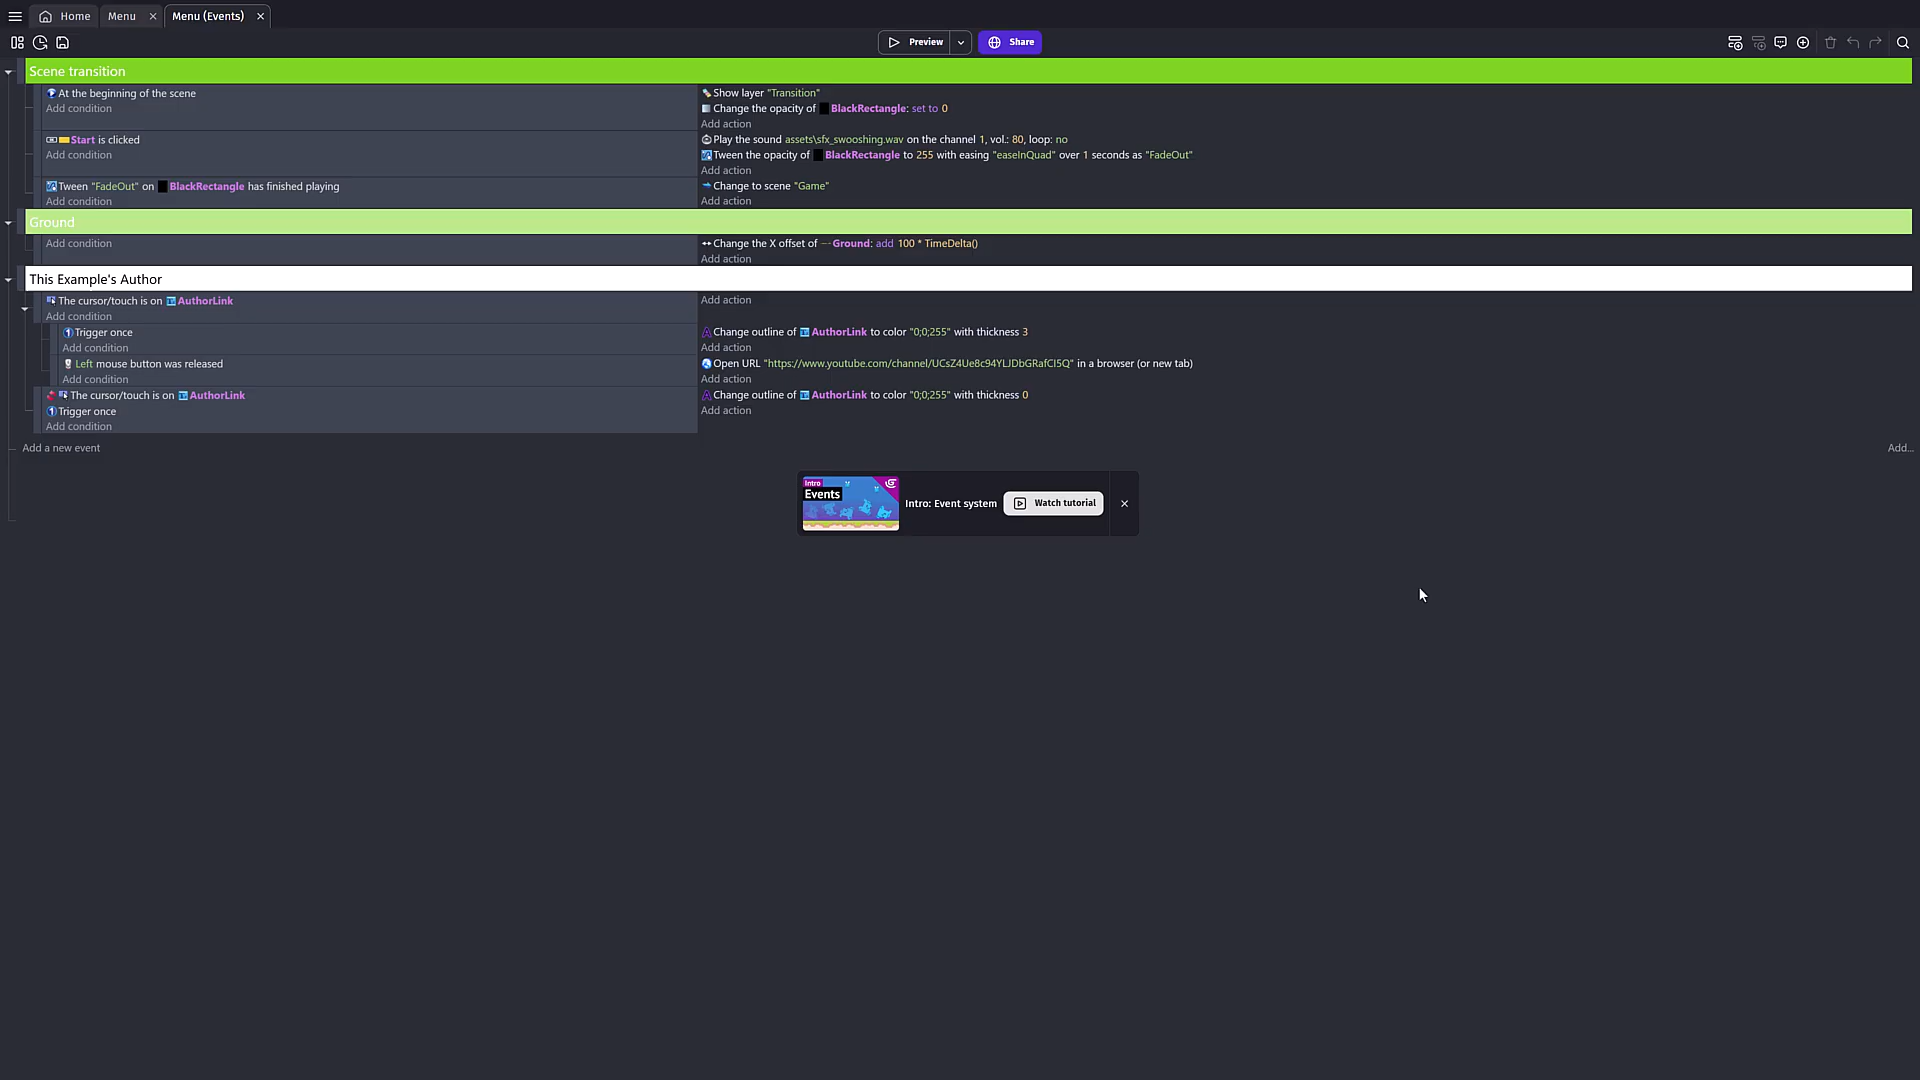 Home Menu Menu (Events)
Preview Share
Scene transition
At the beginning of the scene
Add condition
Show layer "Transition"
Change the opacity of BlackRectangle: set to 0
Add action
Start is clicked
Add condition
Play the sound assets\sfx_swooshing.wav on the channel 1, vol.: 80, loop: no
Tween the opacity of BlackRectangle to 255 with easing "easeInQuad" over 1 seconds as "FadeOut"
Add action
Tween "FadeOut" on BlackRectangle has finished playing
Add condition
Change to scene "Game"
Add action
Ground
Add condition
Change the X offset of Ground: add 100 * TimeDelta()
Add action
This Example's Author
The cursor/touch is on AuthorLink
Add condition
Add action
Trigger once
Add condition
Change outline of AuthorLink to color "0;0;255" with thickness 3
Add action
Left mouse button was released
Add condition
Open URL "https://www.youtube.com/channel/UCsZ4Ue8c94YLJDbGRafCI5Q" in a browser (or new tab)
Add action
The cursor/touch is on AuthorLink
Trigger once
Add condition
Change outline of AuthorLink to color "0;0;255" with thickness 0
Add action
Add a new event
Add...
Intro
Events
Intro: Event system
Watch tutorial